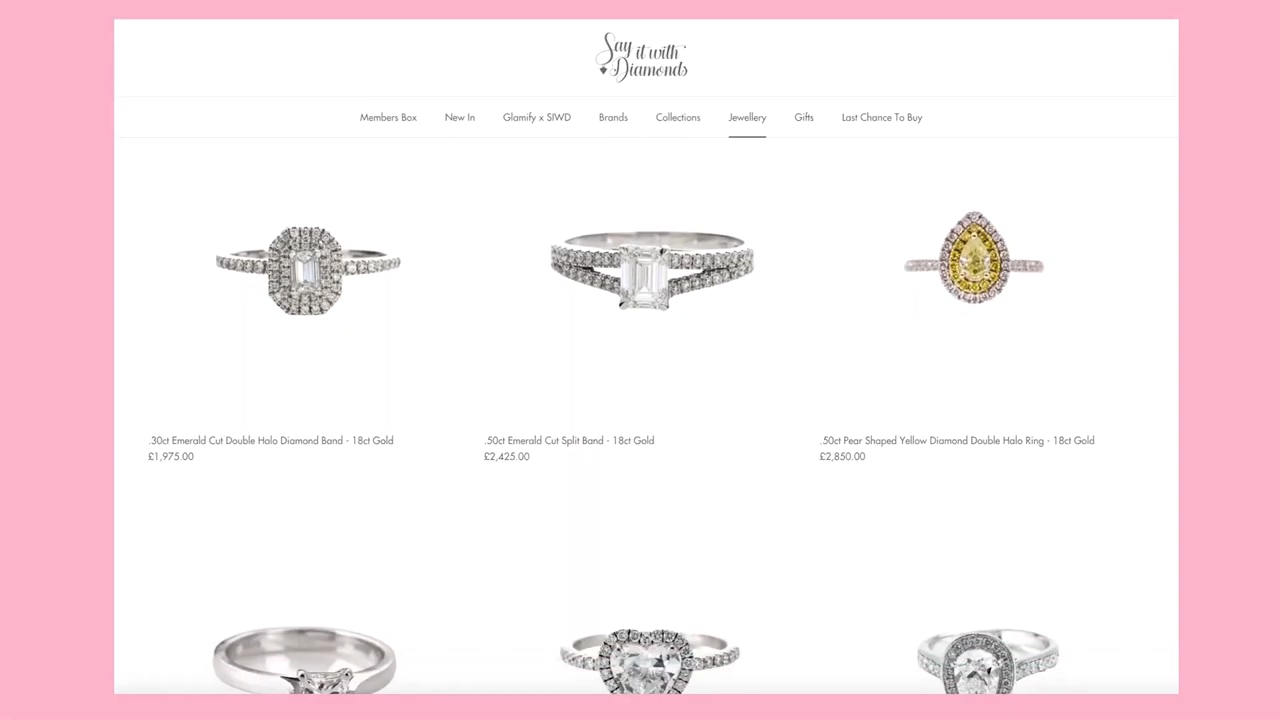 Say it with
Diamonds
Members Box New In Glamify x SIWD Brands Collections Jewellery Gifts Last Chance To Buy
.30ct Emerald Cut Double Halo Diamond Band - 18ct Gold
£1,975.00
.50ct Emerald Cut Split Band - 18ct Gold
£2,425.00
.50ct Pear Shaped Yellow Diamond Double Halo Ring - 18ct Gold
£2,850.00